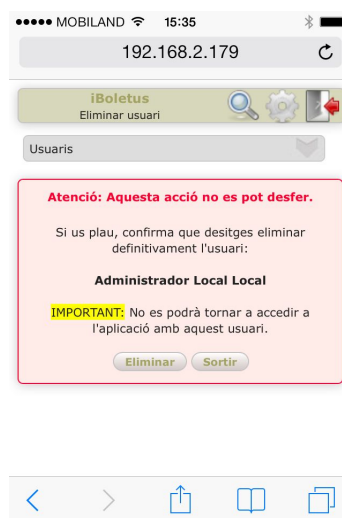 MOBILAND 15:35
192.168.2.179
iBoletus
Eliminar usuari
Usuaris
Atenció: Aquesta acció no es pot desfer.
Si us plau, confirma que desitges eliminar
definitivament l'usuari:
Administrador Local Local
IMPORTANT: No es podrà tornar a accedir a
l'aplicació amb aquest usuari.
Eliminar Sortir